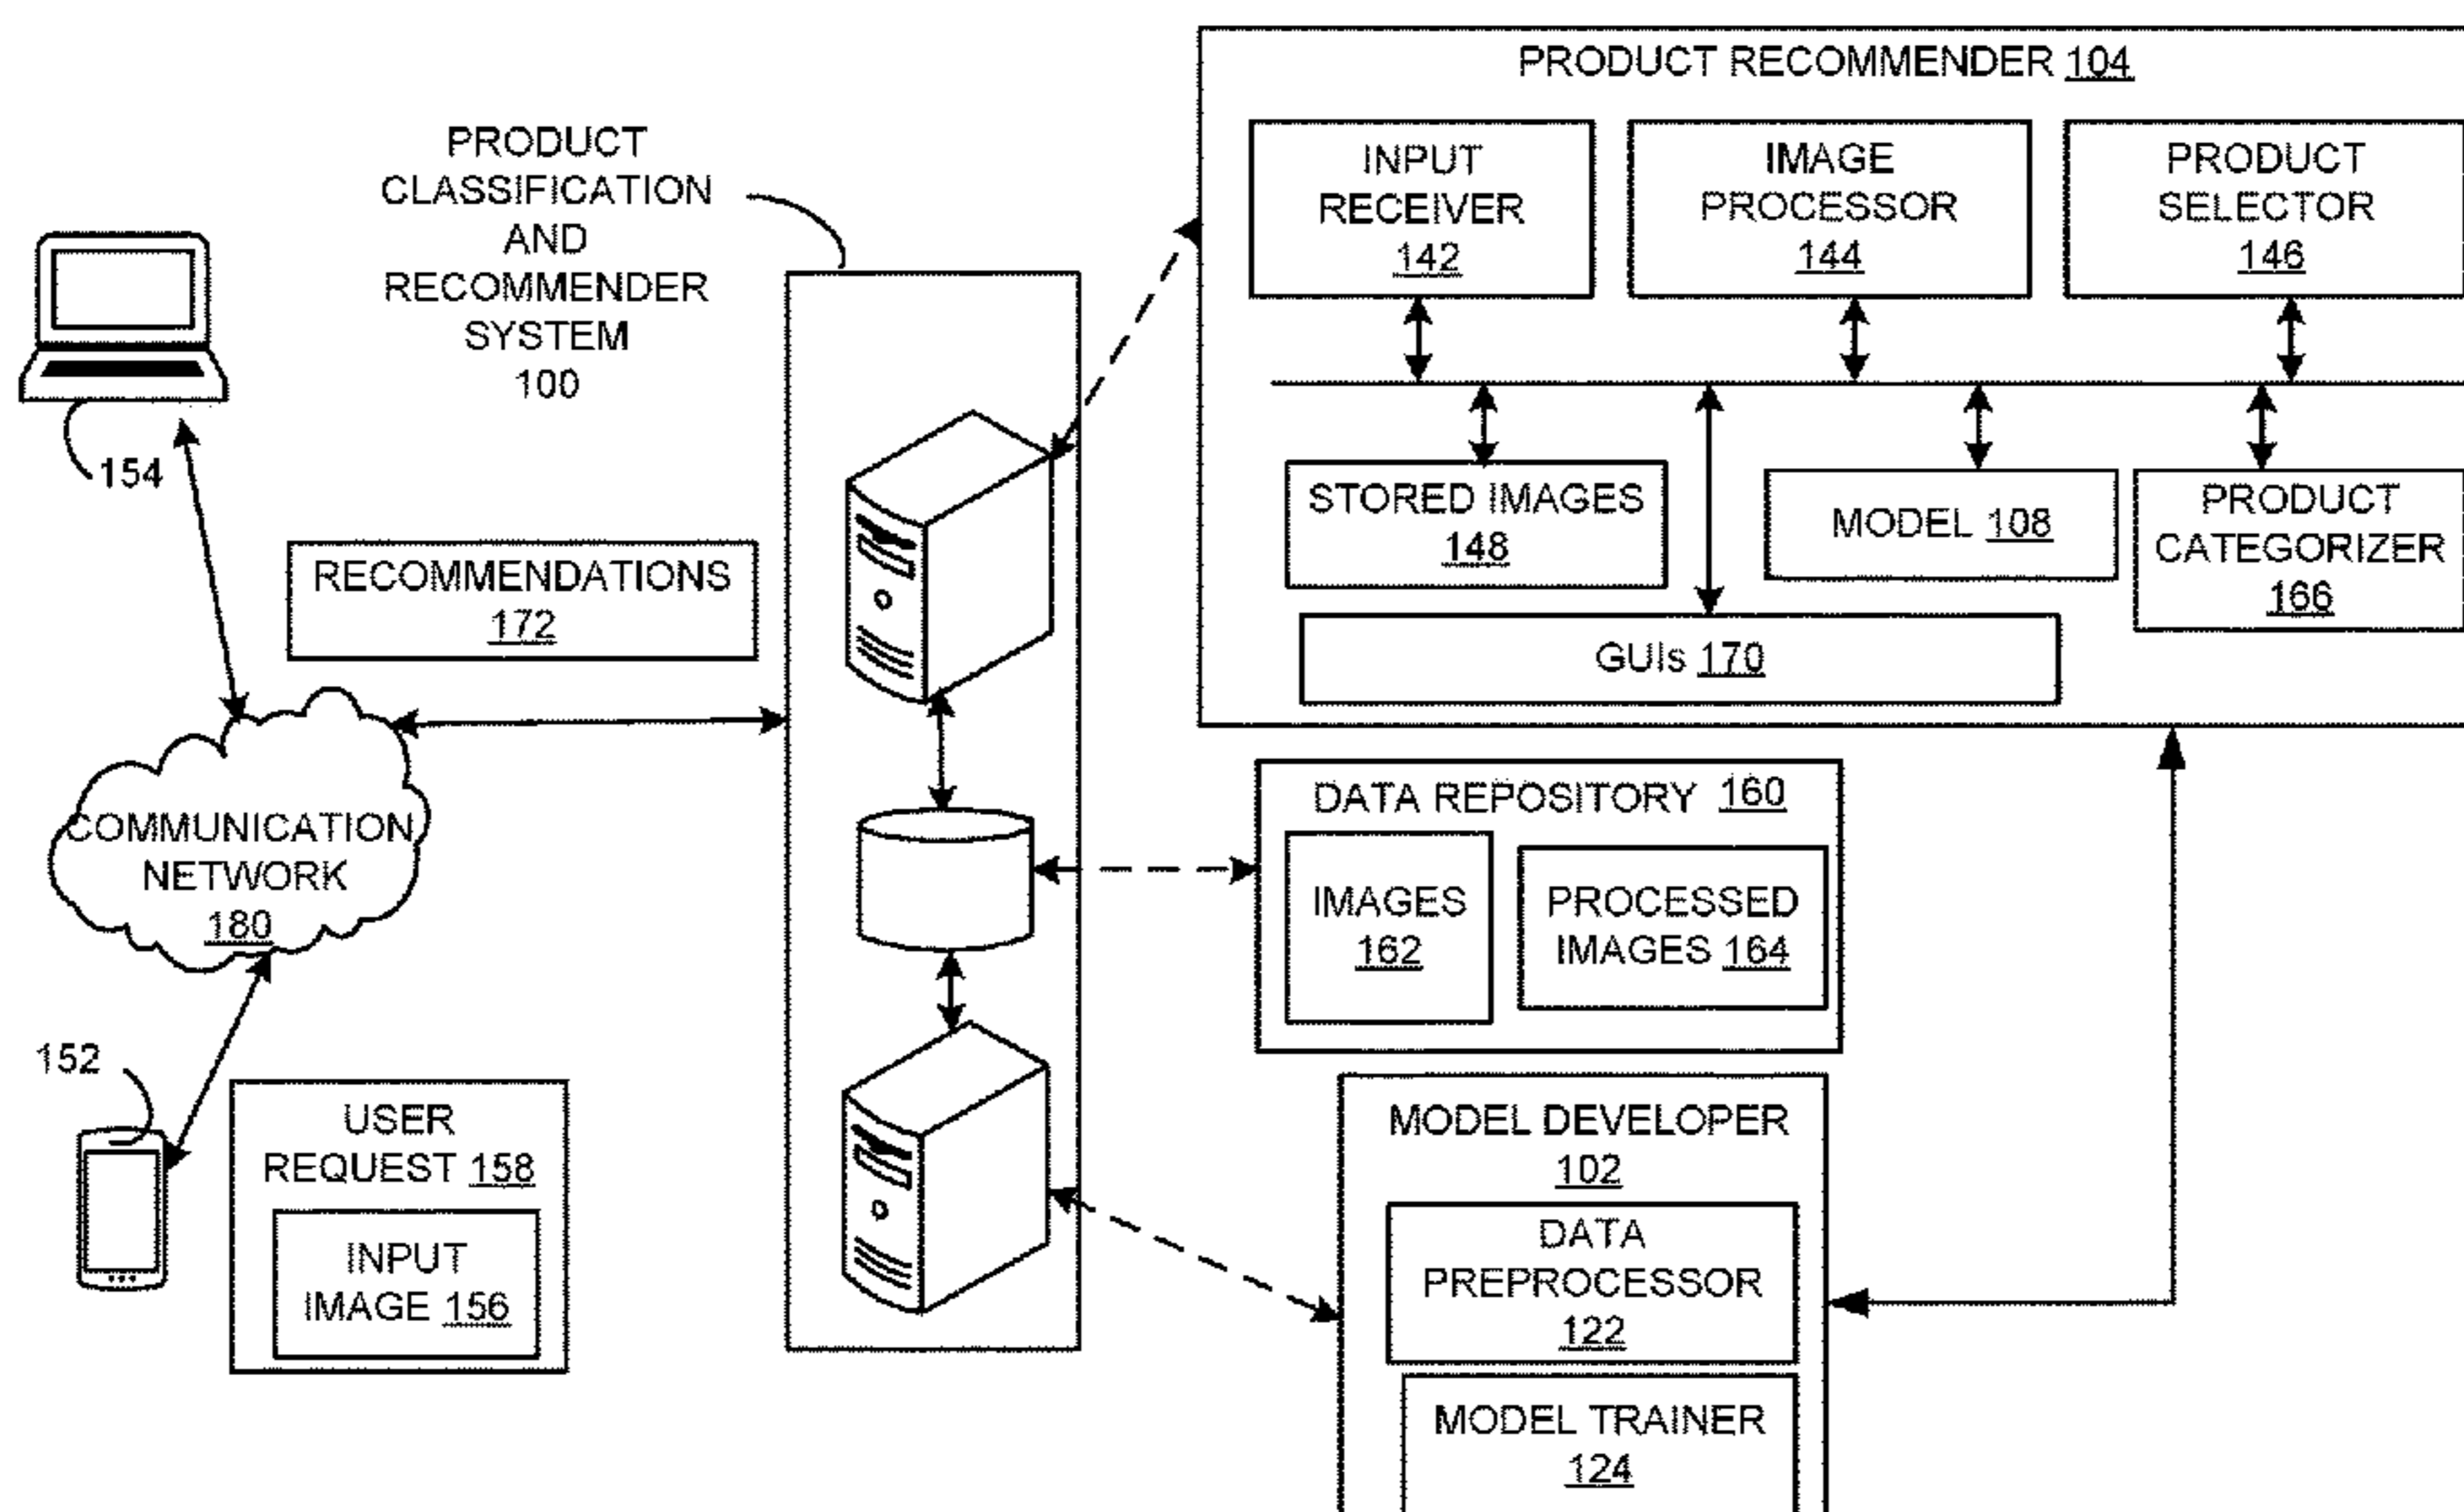 PRODUCT RECOMMENDER 104
INPUT
RECEIVER
142
IMAGE
PROCESSOR
144
PRODUCT
SELECTOR
146
STORED IMAGES
148
MODEL 108
PRODUCT
CATEGORIZER
166
GUIs 170
PRODUCT
CLASSIFICATION
AND
RECOMMENDER
SYSTEM
100
154
RECOMMENDATIONS
172
COMMUNICATION
NETWORK
180
152
USER
REQUEST 158
INPUT
IMAGE 156
DATA REPOSITORY 160
IMAGES
162
PROCESSED
IMAGES 164
MODEL DEVELOPER
102
DATA
PREPROCESSOR
122
MODEL TRAINER
124